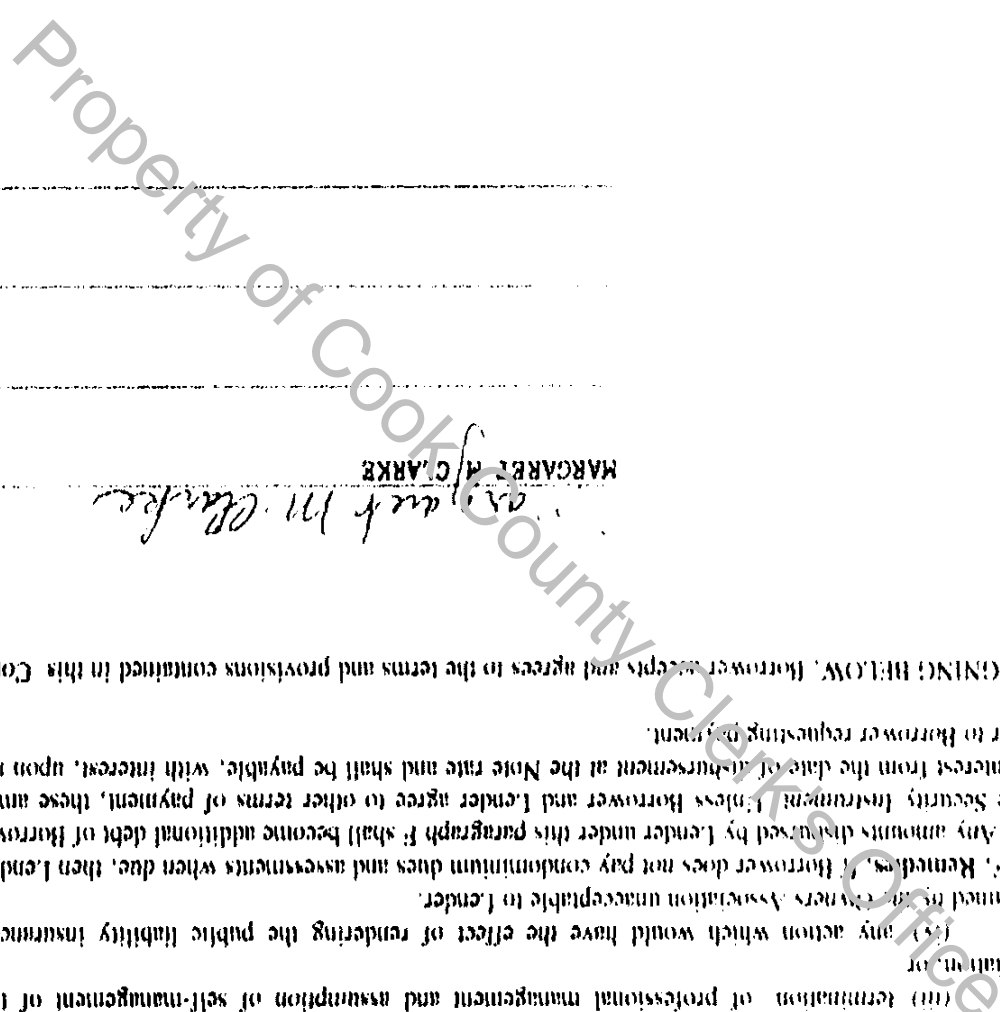 (iii) termination of professional management and assumption of self-management of
or
(iv) any action which would have the effect of rendering the public liability insurance
by the Owners Association unacceptable to Lender.
Remedies. If Borrower does not pay condominium dues and assessments when due, then
Any amounts disbursed by Lender under this paragraph F shall become additional debt of
Security Instrument. Unless Borrower and Lender agree to other terms of payment, these
interest from the date of disbursement at the Note rate and shall be payable, with interest, upon
to Borrower requesting payment.
GNING BELOW, Borrower accepts and agrees to the terms and provisions contained in this
Margaret M. Clarke
MARGARET M CLARKE
Property of Cook County Clerk's Office